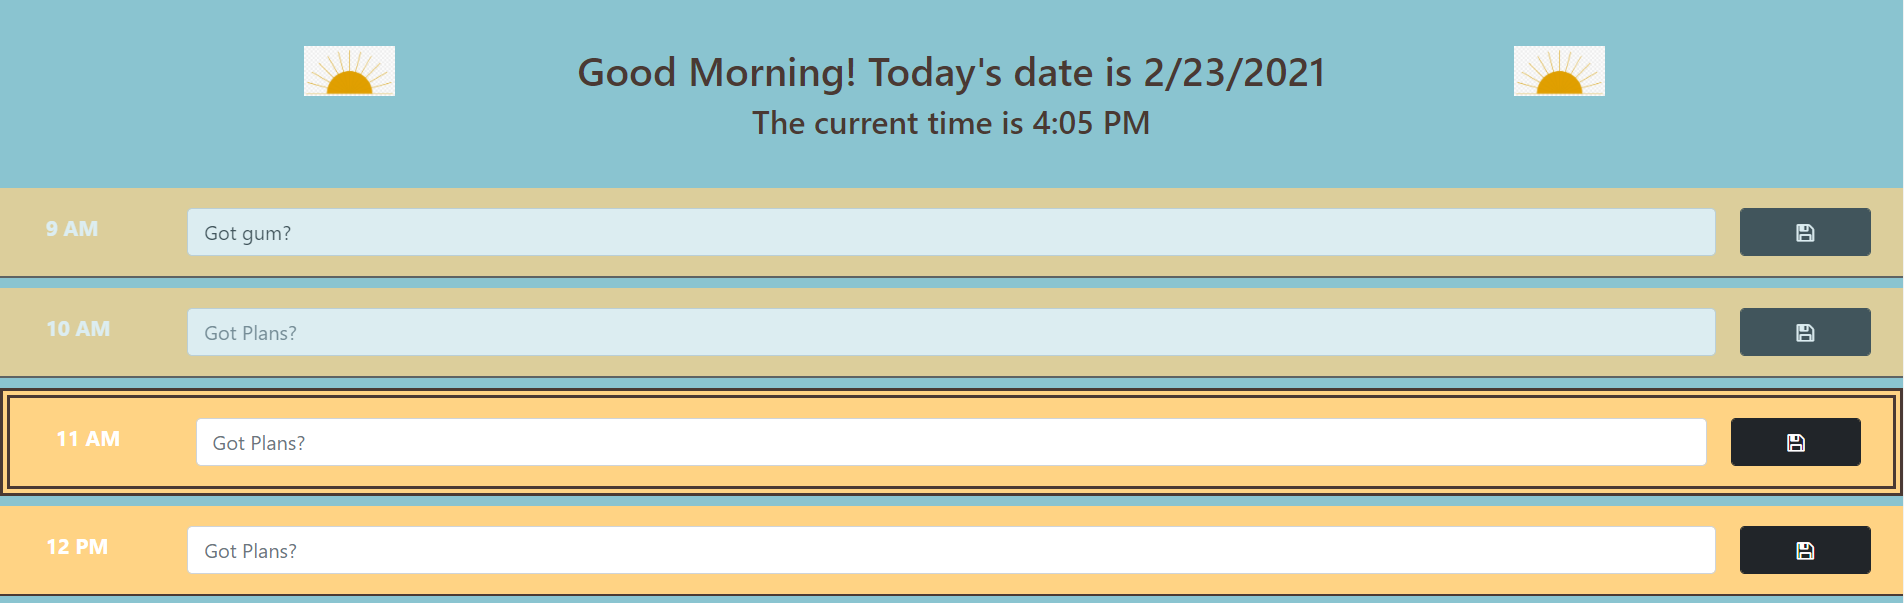 Good Morning! Today's date is 2/23/2021
The current time is 4:05 PM
9 AM
Got gum?
10 AM
Got Plans?
11 AM
Got Plans?
12 PM
Got Plans?